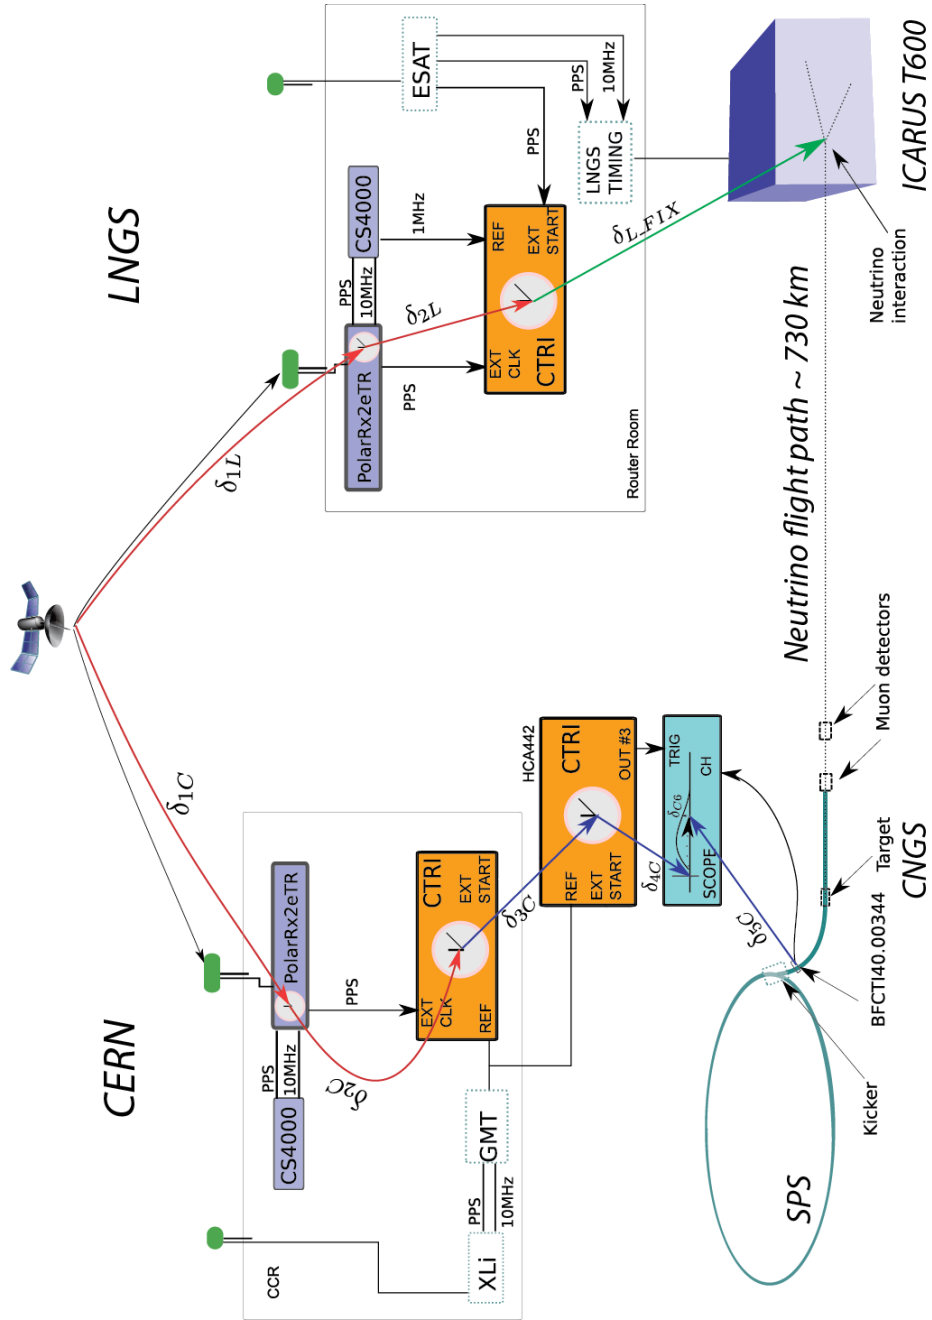 CERN
LNGS
δ1C
δ1L
CCR
XLi
PPS
10MHz
GMT
CS4000
PPS
10MHz
PolarRx2eTR
δ2C
PPS
EXT
CLK
CTRI
REF
EXT
START
δ3C
HCA442
REF
EXT
START
CTRI
OUT #3
δ4C
SCOPE
TRIG
CH
δC6
δ5C
SPS
Kicker
BFCTI40.00344
Target
CNGS
Muon detectors
Neutrino flight path ~ 730 km
Router Room
PolarRx2eTR
PPS
10MHz
CS4000
δ2L
PPS
1MHz
EXT
CLK
CTRI
REF
EXT
START
ESAT
PPS
PPS
10MHz
LNGS
TIMING
δL_FIX
Neutrino
interaction
ICARUS T600